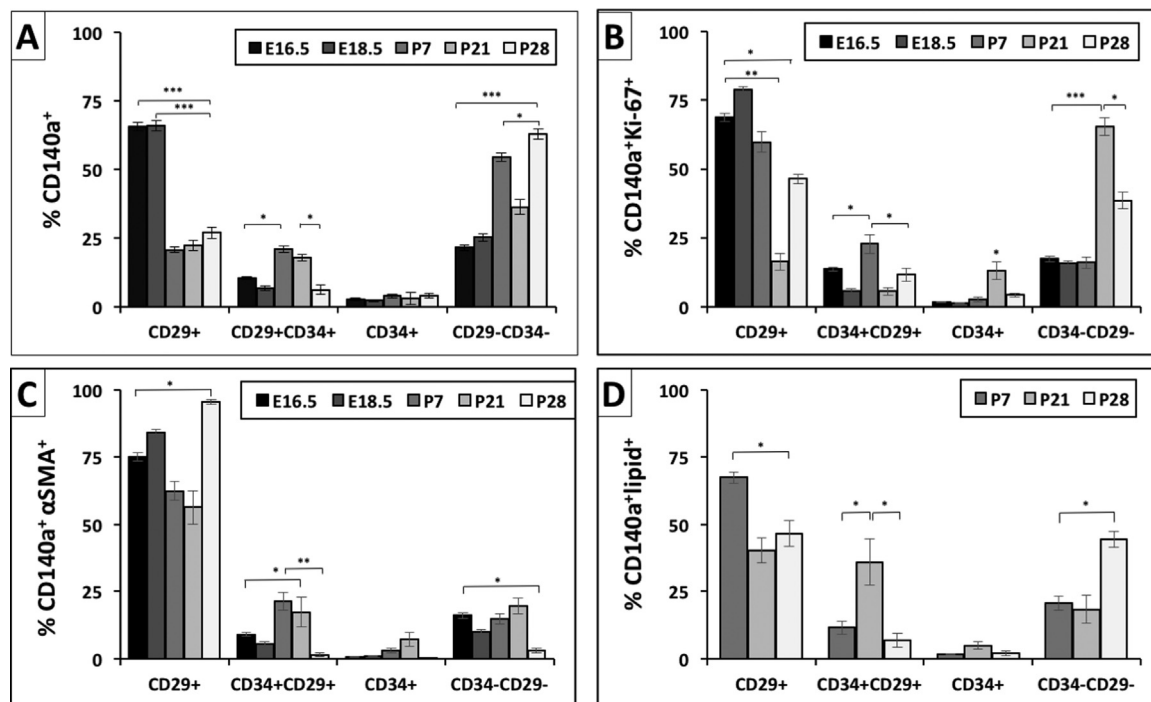 A
E16.5 E18.5 P7 P21 P28
% CD140a⁺
100
75
50
25
0
***
***
*
*
***
*
CD29+ CD29+CD34+ CD34+ CD29-CD34-
B
E16.5 E18.5 P7 P21 P28
% CD140a⁺Ki-67⁺
100
75
50
25
0
*
**
*
*
*
***
*
CD29+ CD34+CD29+ CD34+ CD34-CD29-
C
E16.5 E18.5 P7 P21 P28
% CD140a⁺ αSMA⁺
100
75
50
25
0
*
*
**
*
CD29+ CD34+CD29+ CD34+ CD34-CD29-
D
P7 P21 P28
% CD140a⁺lipid⁺
100
75
50
25
0
*
*
*
*
CD29+ CD34+CD29+ CD34+ CD34-CD29-